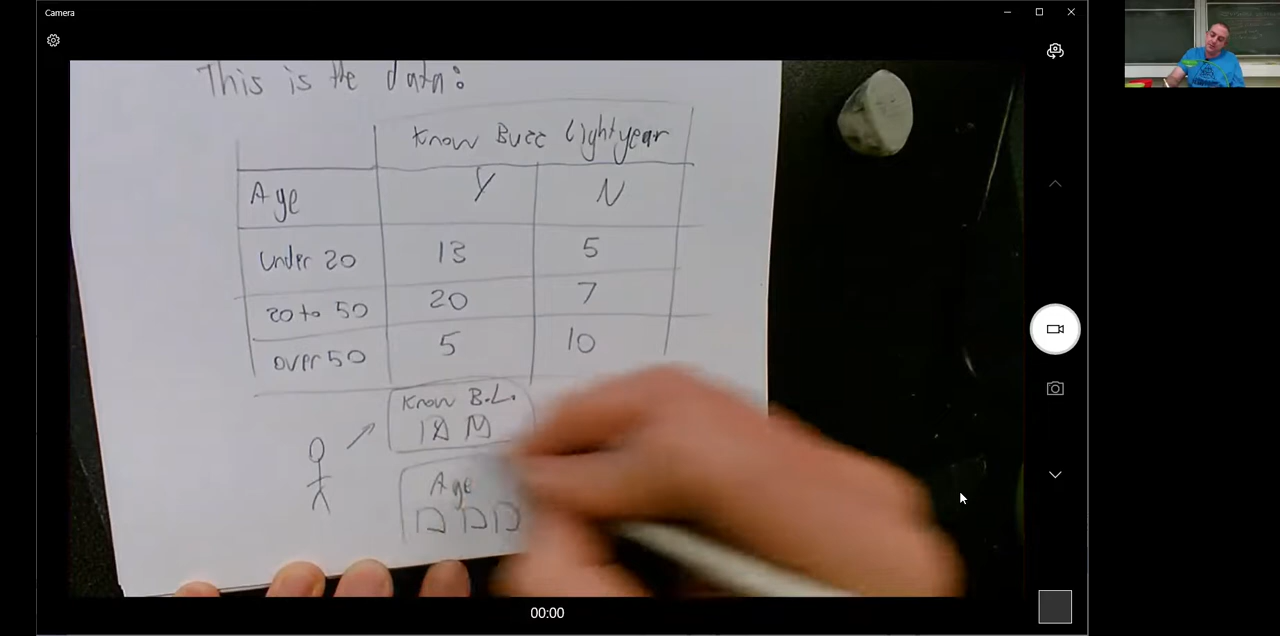 Camera
This is the data:
Know Buzz Lightyear
Age Y N
Under 20 13 5
20 to 50 20 7
over 50 5 10
Know B.L.
Age
00:00